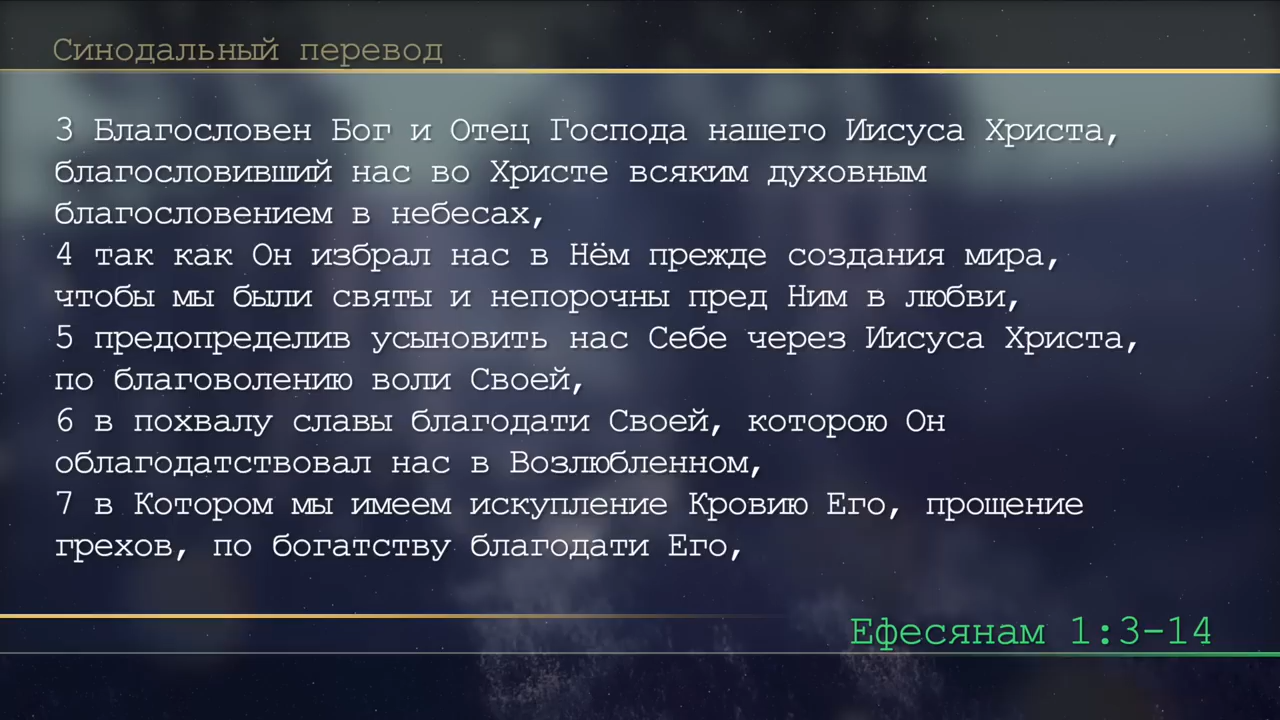 Синодальный перевод
3 Благословен Бог и Отец Господа нашего Иисуса Христа,
благословивший нас во Христе всяким духовным
благословением в небесах,
4 так как Он избрал нас в Нём прежде создания мира,
чтобы мы были святы и непорочны пред Ним в любви,
5 предопределив усыновить нас Себе через Иисуса Христа,
по благоволению воли Своей,
6 в похвалу славы благодати Своей, которою Он
облагодатствовал нас в Возлюбленном,
7 в Котором мы имеем искупление Кровию Его, прощение
грехов, по богатству благодати Его,
Ефесянам 1:3-14